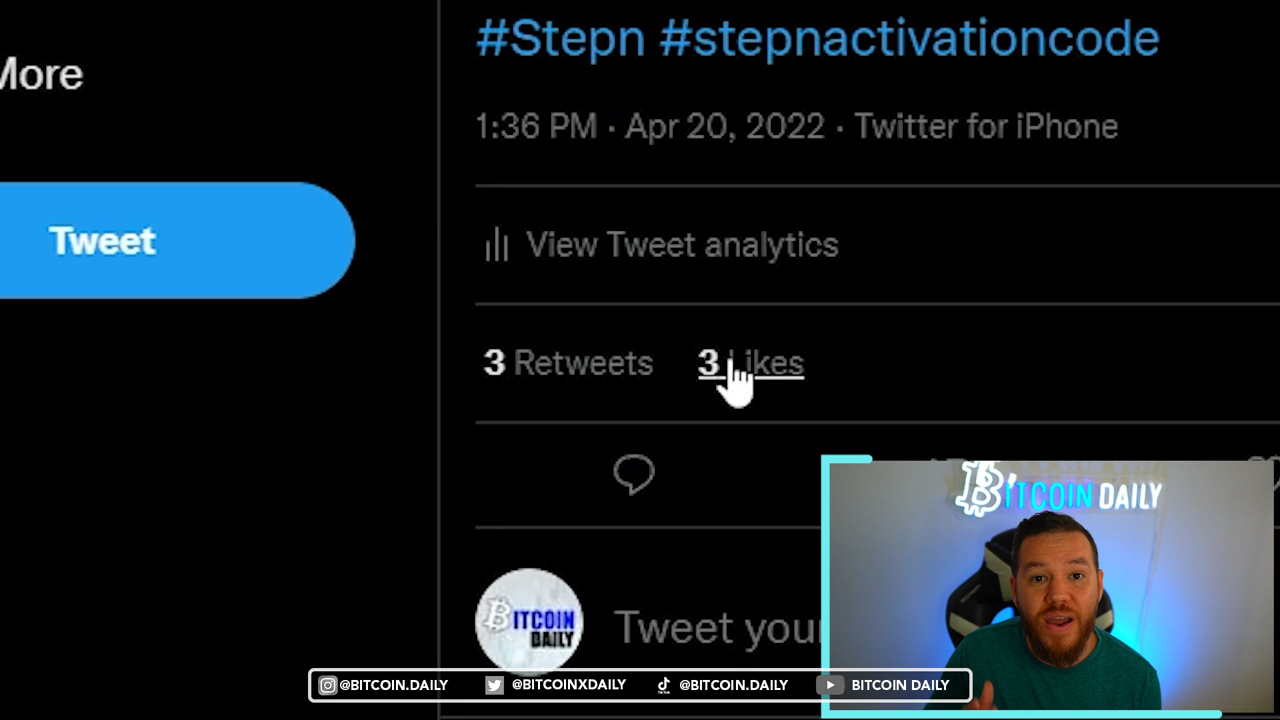 #Stepn #stepnactivationcode
More
1:36 PM · Apr 20, 2022 · Twitter for iPhone
Tweet
View Tweet analytics
3 Retweets 3 Likes
BITCOIN DAILY
BITCOIN
DAILY
Tweet your
@BITCOIN.DAILY @BITCOINXDAILY @BITCOIN.DAILY BITCOIN DAILY